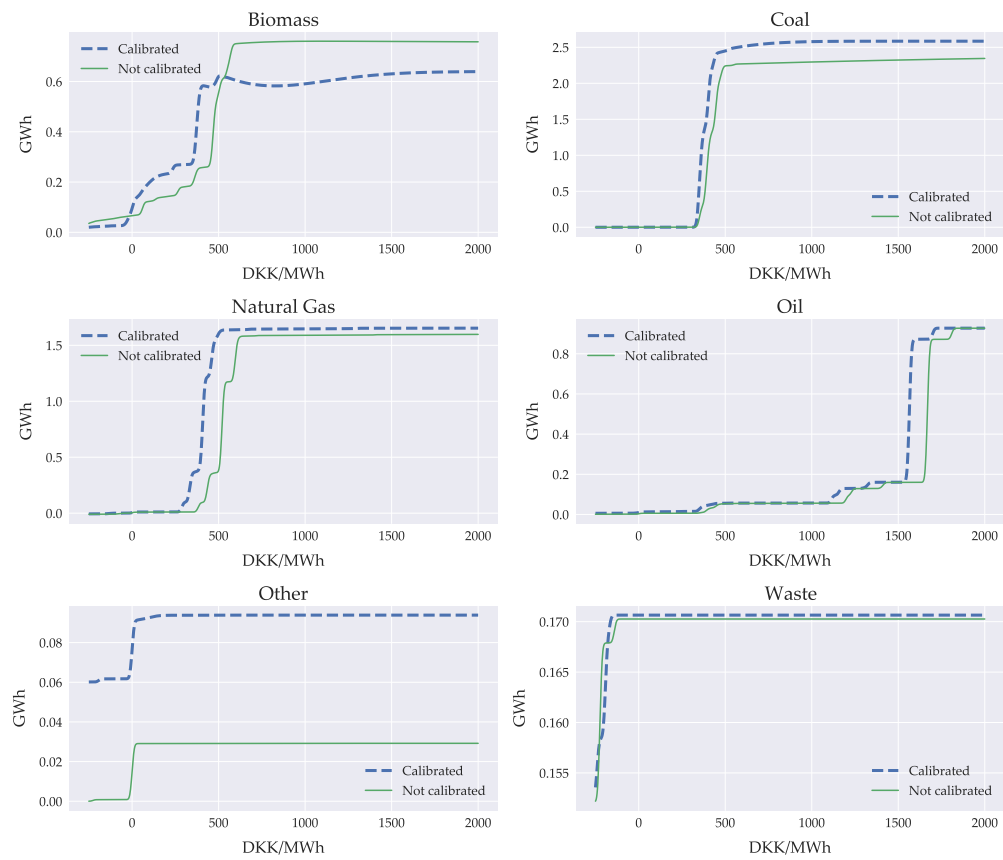 Biomass
Calibrated
Not calibrated
GWh
0.6
0.4
0.2
0.0
0
500
1000
1500
2000
DKK/MWh
Coal
Calibrated
Not calibrated
GWh
2.5
2.0
1.5
1.0
0.5
0.0
0
500
1000
1500
2000
DKK/MWh
Natural Gas
Calibrated
Not calibrated
GWh
1.5
1.0
0.5
0.0
0
500
1000
1500
2000
DKK/MWh
Oil
Calibrated
Not calibrated
GWh
0.8
0.6
0.4
0.2
0.0
0
500
1000
1500
2000
DKK/MWh
Other
Calibrated
Not calibrated
GWh
0.08
0.06
0.04
0.02
0.00
0
500
1000
1500
2000
DKK/MWh
Waste
Calibrated
Not calibrated
GWh
0.170
0.165
0.160
0.155
0
500
1000
1500
2000
DKK/MWh